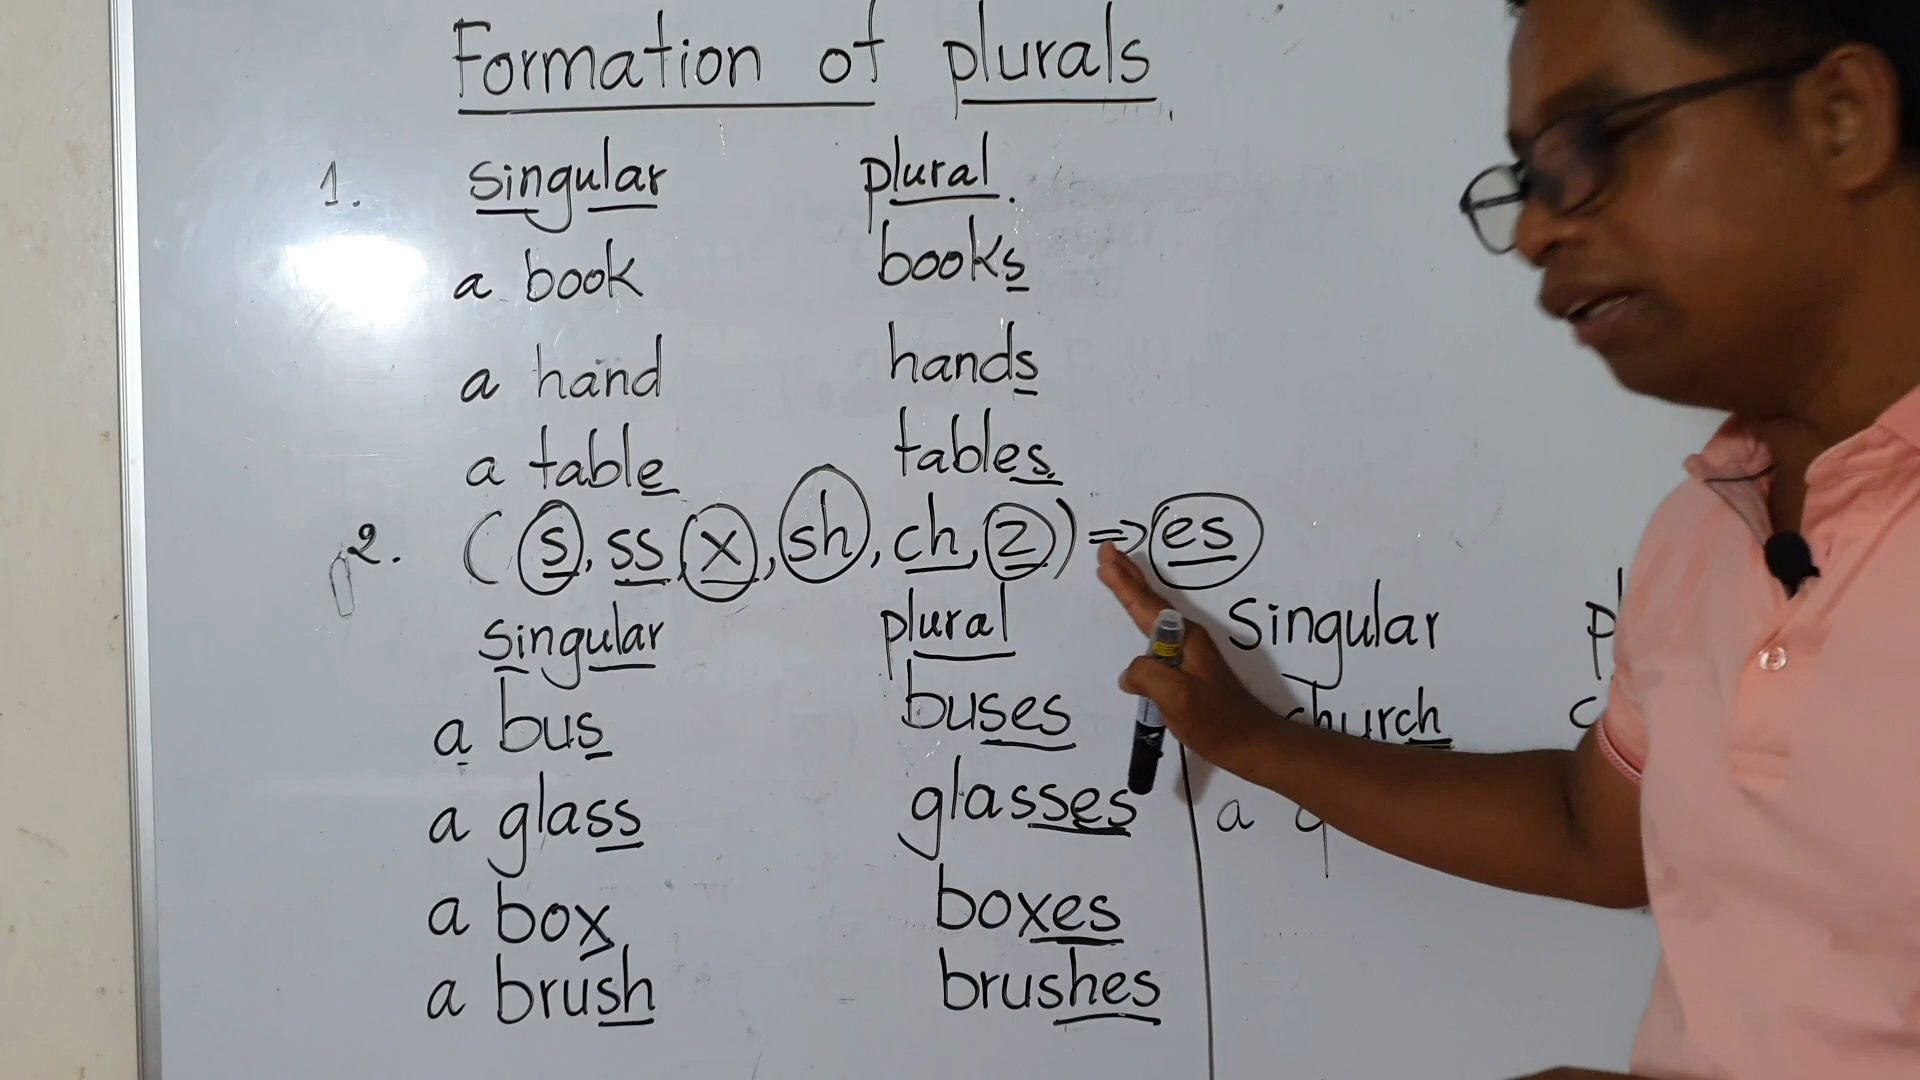 Formation of plurals
1. singular plural.
a book books
a hand hands
a table tables.
2. (s, ss, x, sh, ch, z) => es
singular plural
a bus buses
a glass glasses
a box boxes
a brush brushes
Singular
church
a